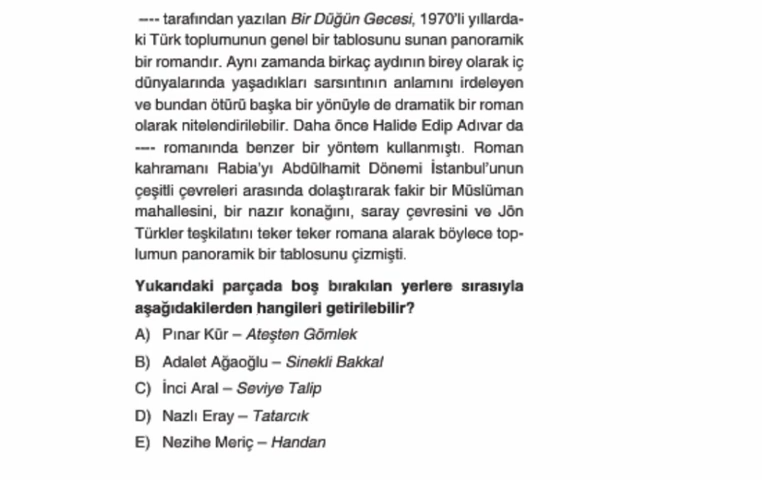 ---- tarafından yazılan Bir Düğün Gecesi, 1970'li yıllarda-
ki Türk toplumunun genel bir tablosunu sunan panoramik
bir romandır. Aynı zamanda birkaç aydının birey olarak iç
dünyalarında yaşadıkları sarsıntının anlamını irdeleyen
ve bundan ötürü başka bir yönüyle de dramatik bir roman
olarak nitelendirilebilir. Daha önce Halide Edip Adıvar da
---- romanında benzer bir yöntem kullanmıştı. Roman
kahramanı Rabia'yı Abdülhamit Dönemi İstanbul'unun
çeşitli çevreleri arasında dolaştırarak fakir bir Müslüman
mahallesini, bir nazır konağını, saray çevresini ve Jön
Türkler teşkilatını teker teker romana alarak böylece top-
lumun panoramik bir tablosunu çizmişti.
Yukarıdaki parçada boş bırakılan yerlere sırasıyla
aşağıdakilerden hangileri getirilebilir?
A) Pınar Kür – Ateşten Gömlek
B) Adalet Ağaoğlu – Sinekli Bakkal
C) İnci Aral – Seviye Talip
D) Nazlı Eray – Tatarcık
E) Nezihe Meriç – Handan